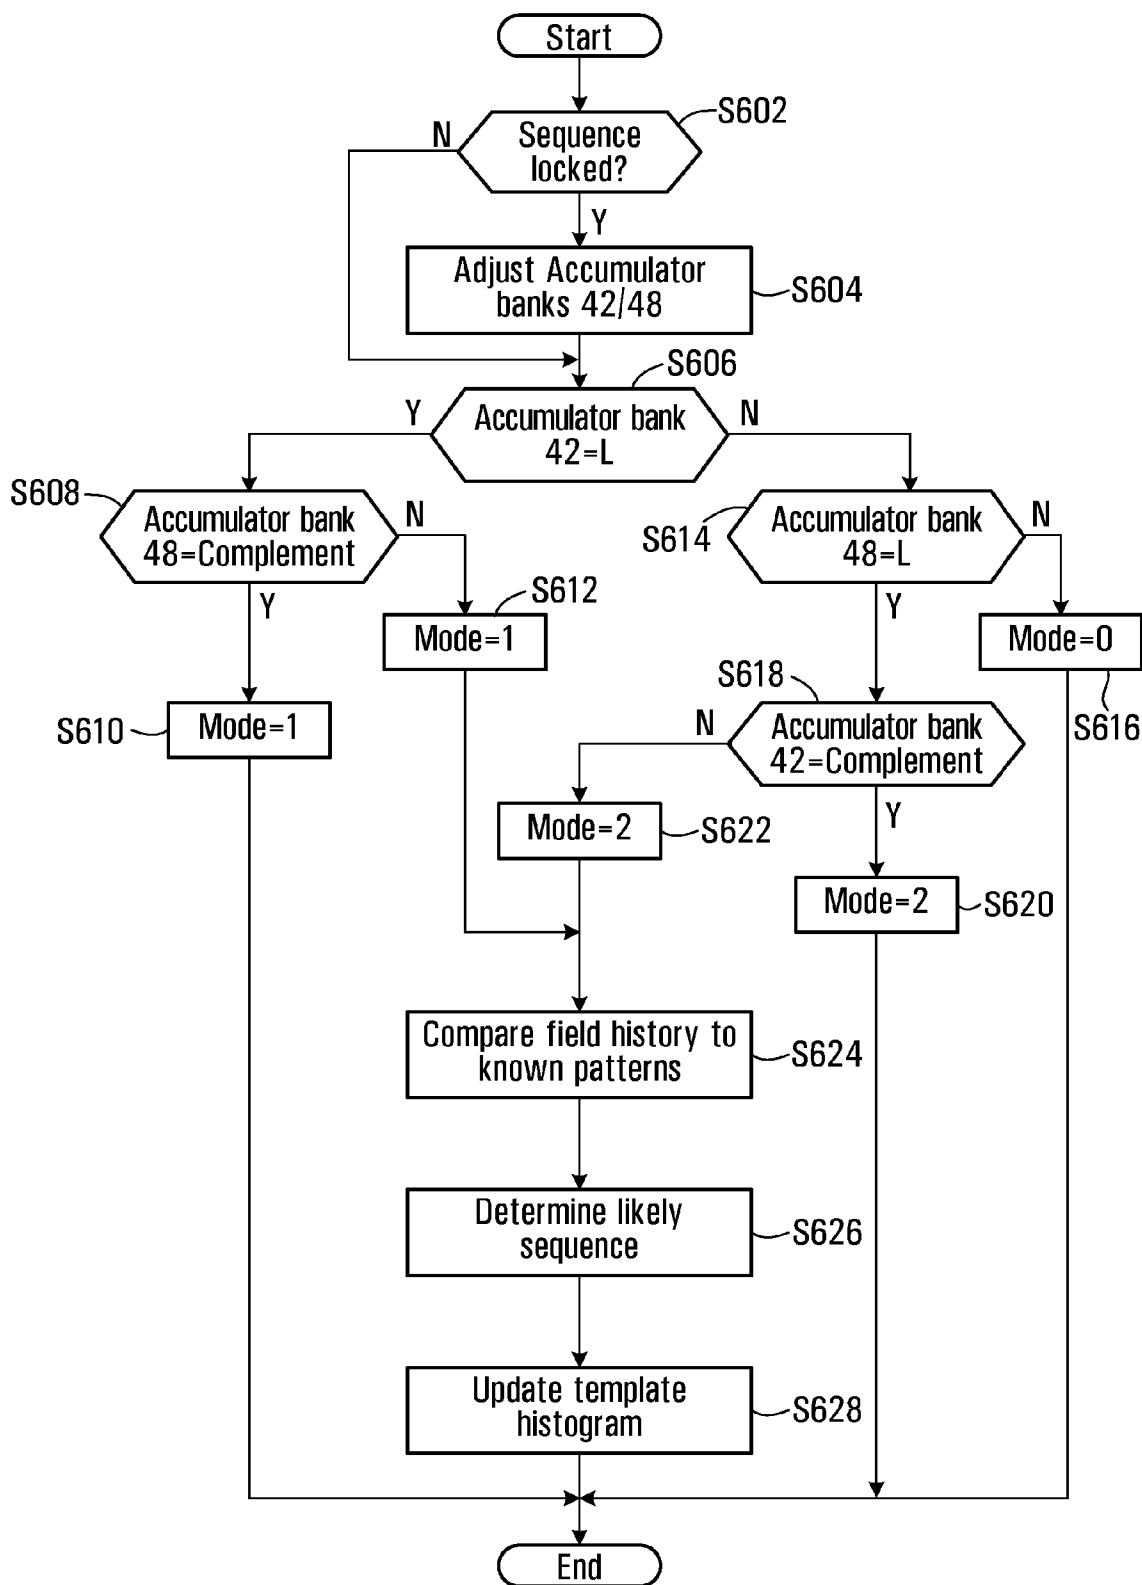 Start
S602
N
Sequence
locked?
Y
Adjust Accumulator
banks 42/48
S604
S606
Y
Accumulator bank
42=L
N
S608
Accumulator bank
48=Complement
N
S614
Accumulator bank
48=L
N
Y
S612
Mode=1
Y
Mode=0
S616
S610
Mode=1
S618
N
Accumulator bank
42=Complement
Mode=2
S622
Y
Mode=2
S620
Compare field history to
known patterns
S624
Determine likely
sequence
S626
Update template
histogram
S628
End